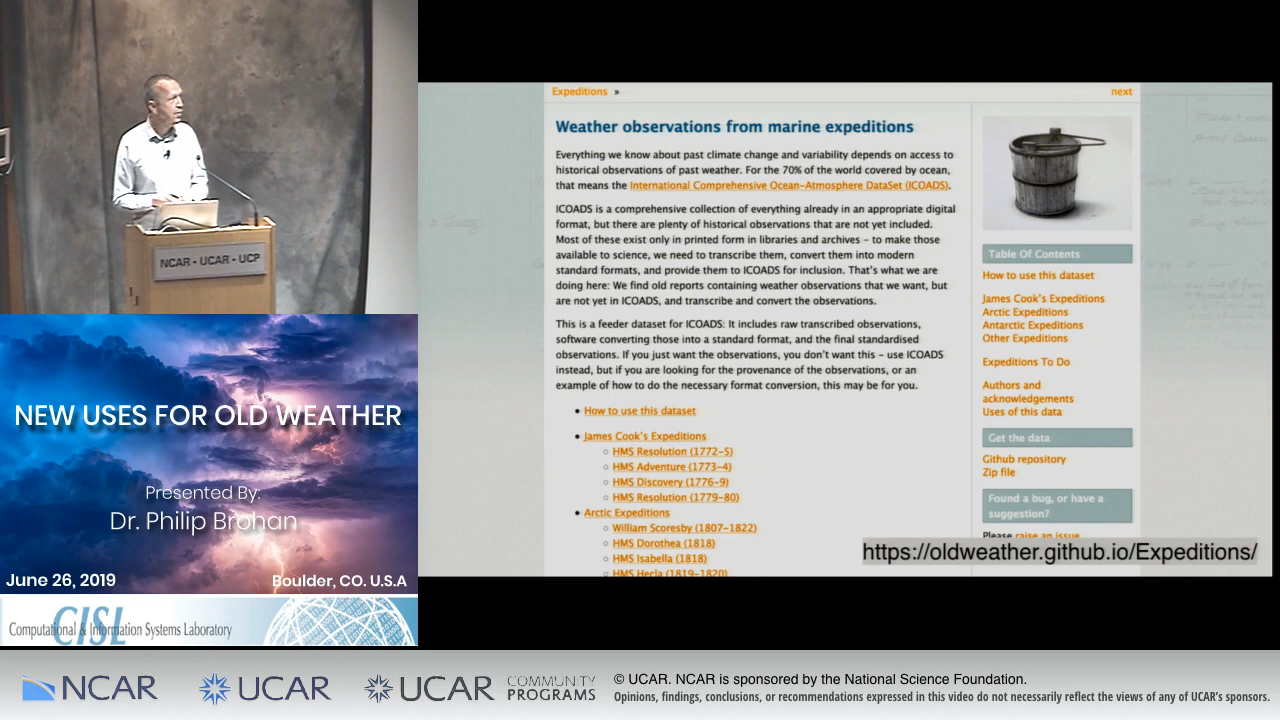 NCAR - UCAR - UCP
NEW USES FOR OLD WEATHER
Presented By:
Dr. Philip Brohan
June 26, 2019
Boulder, CO. U.S.A
CISL
Computational & Information Systems Laboratory
Expeditions »
next
Weather observations from marine expeditions
Everything we know about past climate change and variability depends on access to
historical observations of past weather. For the 70% of the world covered by ocean,
that means the International Comprehensive Ocean-Atmosphere DataSet (ICOADS).
ICOADS is a comprehensive collection of everything already in an appropriate digital
format, but there are plenty of historical observations that are not yet included.
Most of these exist only in printed form in libraries and archives – to make those
available to science, we need to transcribe them, convert them into modern
standard formats, and provide them to ICOADS for inclusion. That's what we are
doing here: We find old reports containing weather observations that we want, but
are not yet in ICOADS, and transcribe and convert the observations.
This is a feeder dataset for ICOADS: It includes raw transcribed observations,
software converting those into a standard format, and the final standardised
observations. If you just want the observations, you don't want this – use ICOADS
instead, but if you are looking for the provenance of the observations, or an
example of how to do the necessary format conversion, this may be for you.
• How to use this dataset
• James Cook's Expeditions
◦ HMS Resolution (1772-5)
◦ HMS Adventure (1773-4)
◦ HMS Discovery (1776-9)
◦ HMS Resolution (1779-80)
• Arctic Expeditions
◦ William Scoresby (1807-1822)
◦ HMS Dorothea (1818)
◦ HMS Isabella (1818)
◦ HMS Hecla (1819-1820)
Table Of Contents
How to use this dataset
James Cook's Expeditions
Arctic Expeditions
Antarctic Expeditions
Other Expeditions
Expeditions To Do
Authors and
acknowledgements
Uses of this data
Get the data
Github repository
Zip file
Found a bug, or have a
suggestion?
Please raise an issue
https://oldweather.github.io/Expeditions/
NCAR
UCAR
UCAR
COMMUNITY
PROGRAMS
© UCAR. NCAR is sponsored by the National Science Foundation.
Opinions, findings, conclusions, or recommendations expressed in this video do not necessarily reflect the views of any of UCAR's sponsors.